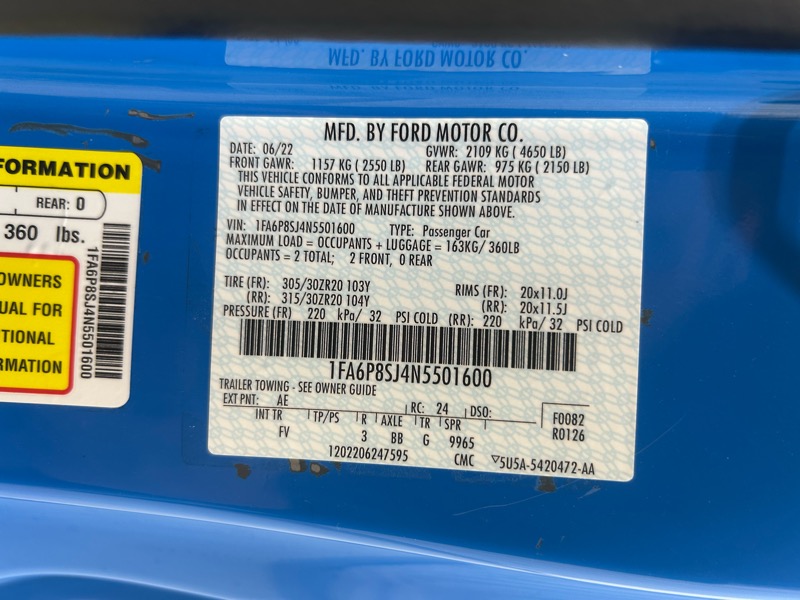 MFD. BY FORD MOTOR CO.
FORMATION
REAR: 0
360 lbs.
OWNERS
UAL FOR
TIONAL
RMATION
1FA6P8SJ4N5501600
MFD. BY FORD MOTOR CO.
DATE: 06/22 GVWR: 2109 KG ( 4650 LB)
FRONT GAWR: 1157 KG ( 2550 LB) REAR GAWR: 975 KG ( 2150 LB)
THIS VEHICLE CONFORMS TO ALL APPLICABLE FEDERAL MOTOR
VEHICLE SAFETY, BUMPER, AND THEFT PREVENTION STANDARDS
IN EFFECT ON THE DATE OF MANUFACTURE SHOWN ABOVE.
VIN: 1FA6P8SJ4N5501600 TYPE: Passenger Car
MAXIMUM LOAD = OCCUPANTS + LUGGAGE = 163KG/ 360LB
OCCUPANTS = 2 TOTAL; 2 FRONT, 0 REAR
TIRE (FR): 305/30ZR20 103Y RIMS (FR): 20x11.0J
(RR): 315/30ZR20 104Y (RR): 20x11.5J
PRESSURE (FR) 220 kPa/ 32 PSI COLD (RR): 220 kPa/ 32 PSI COLD
1FA6P8SJ4N5501600
TRAILER TOWING - SEE OWNER GUIDE
EXT PNT: AE RC: 24 DSO: F0082
INT TR TP/PS R AXLE TR SPR R0126
FV 3 BB G 9965
1202206247595 CMC 5U5A-5420472-AA